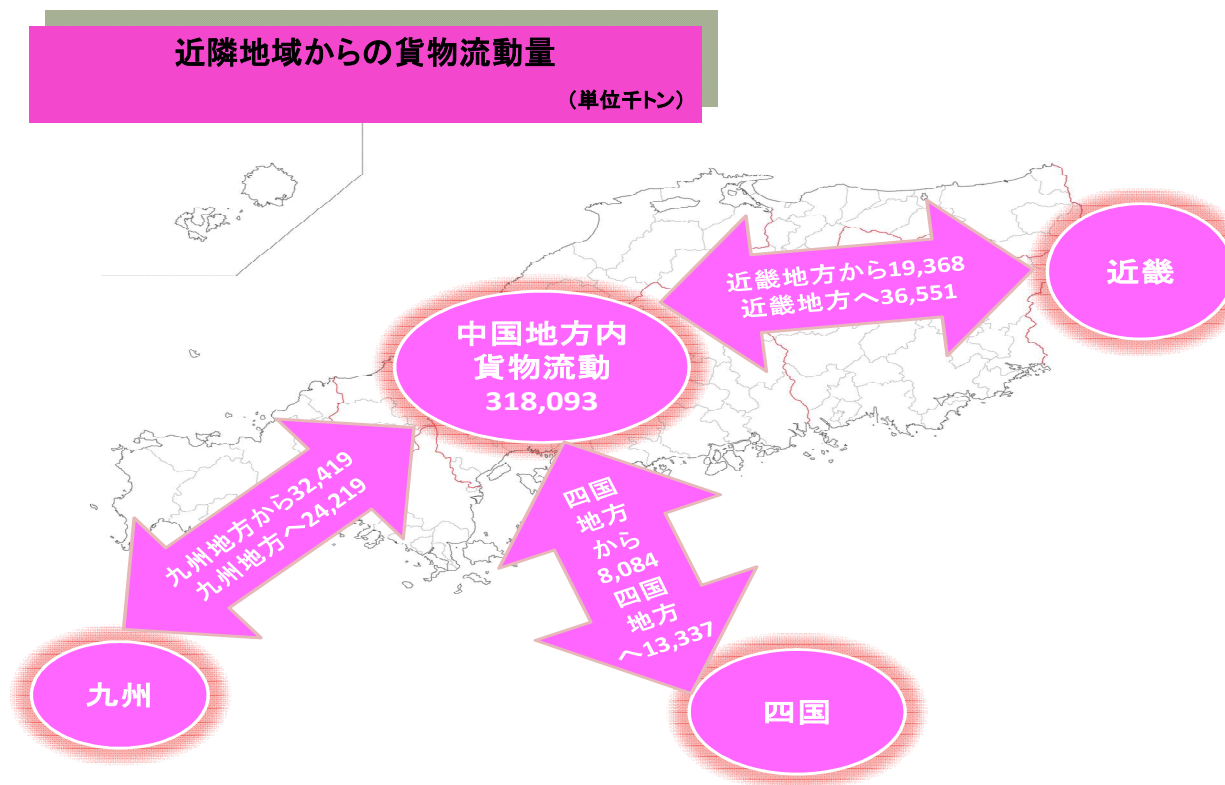 近隣地域からの貨物流動量
（単位千トン）
近畿
近畿地方から19,368
近畿地方へ36,551
中国地方内
貨物流動
318,093
九州地方から32,419
九州地方へ24,219
四国
地方
から
8,084
四国
地方
へ13,337
九州
四国